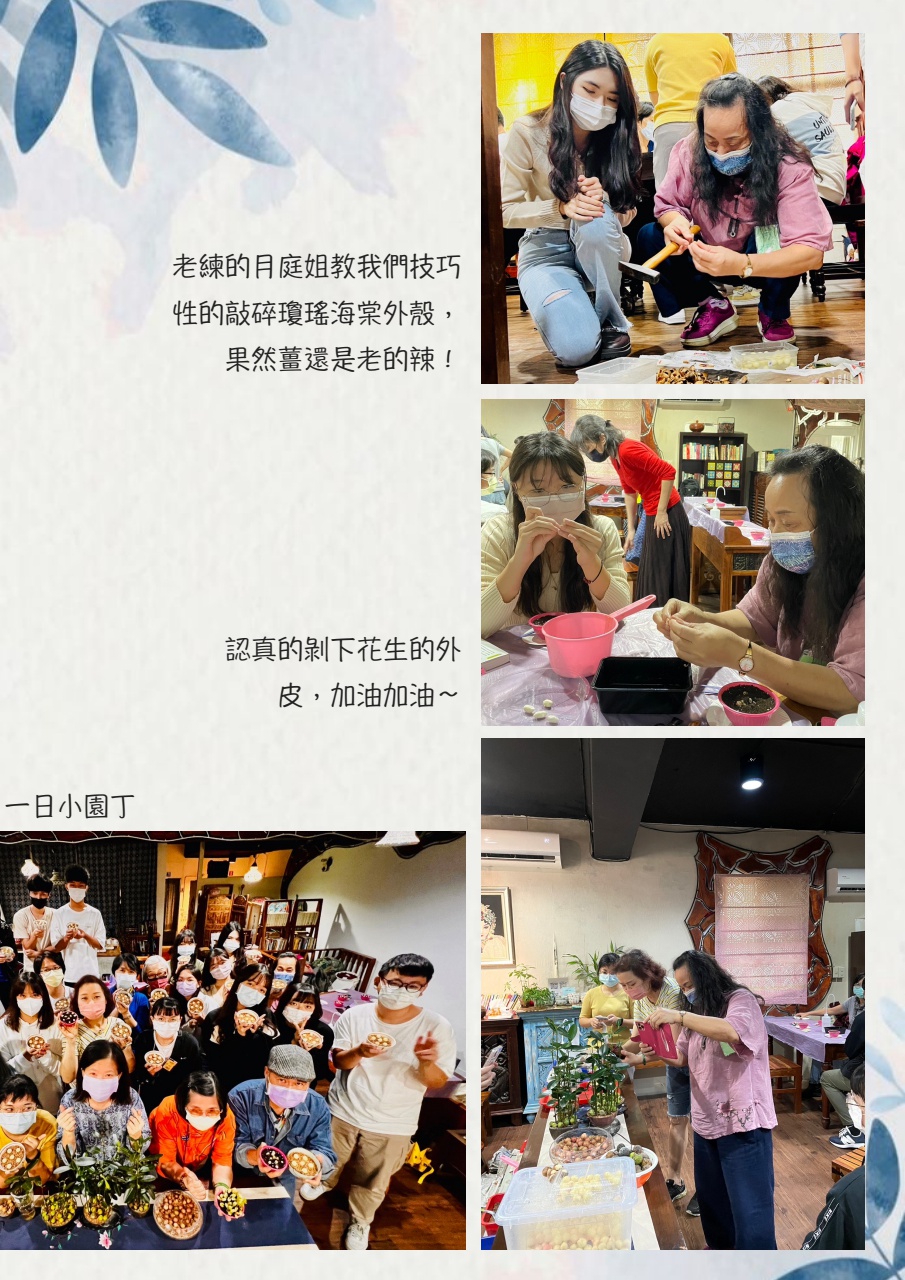 老練的月庭姐教我們技巧
性的敲碎瓊瑤海棠外殼，
果然薑還是老的辣！
認真的剝下花生的外
皮，加油加油～
一日小園丁